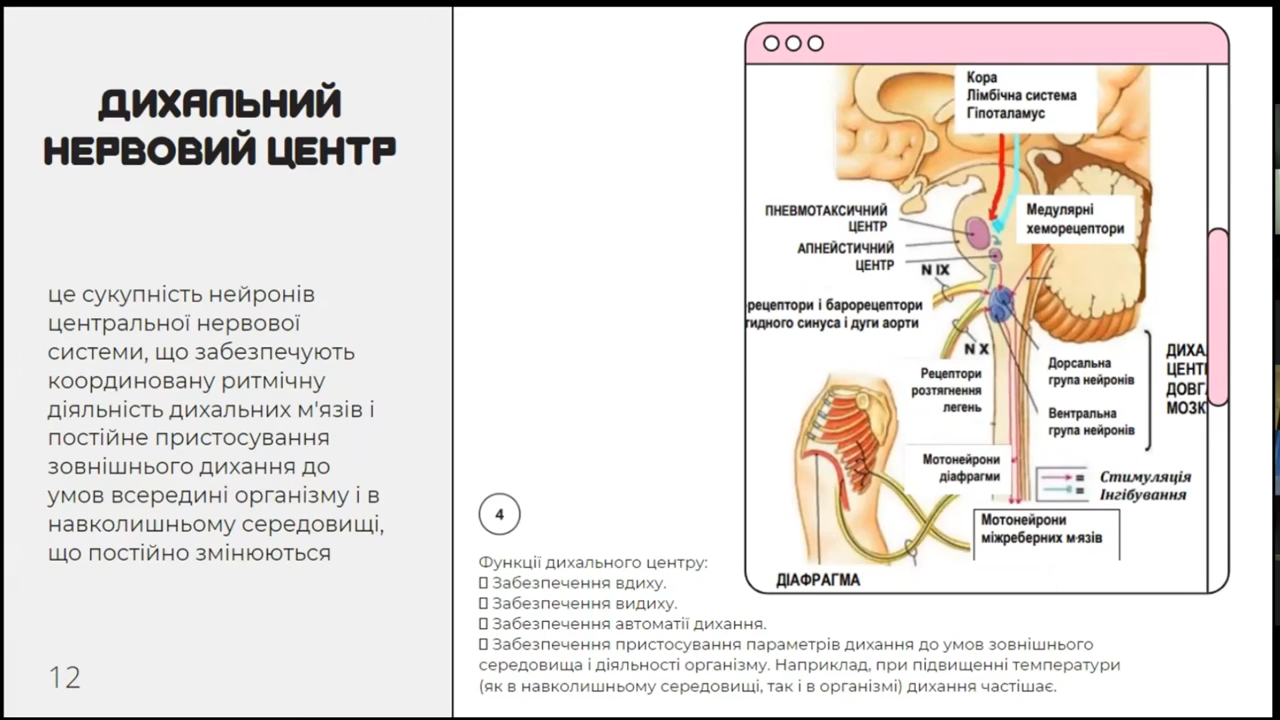 ДИХАЛЬНИЙ
НЕРВОВИЙ ЦЕНТР
це сукупність нейронів
центральної нервової
системи, що забезпечують
координовану ритмічну
діяльність дихальних м'язів і
постійне пристосування
зовнішнього дихання до
умов всередині організму і в
навколишньому середовищі,
що постійно змінюються
12
Кора
Лімбічна система
Гіпоталамус
ПНЕВМОТАКСИЧНИЙ
ЦЕНТР
АПНЕЙСТИЧНИЙ
ЦЕНТР
Медулярні
хеморецептори
N IX
рецептори і барорецептори
тидного синуса і дуги аорти
N X
Рецептори
розтягнення
легень
Дорсальна
група нейронів
Вентральна
група нейронів
ДИХА
ЦЕНТ
ДОВГ
МОЗК
Мотонейрони
діафрагми
= Стимуляція
= Інгібування
Мотонейрони
міжреберних м·язів
ДІАФРАГМА
4
Функції дихального центру:
Забезпечення вдиху.
Забезпечення видиху.
Забезпечення автоматії дихання.
Забезпечення пристосування параметрів дихання до умов зовнішнього
середовища і діяльності організму. Наприклад, при підвищенні температури
(як в навколишньому середовищі, так і в організмі) дихання частішає.